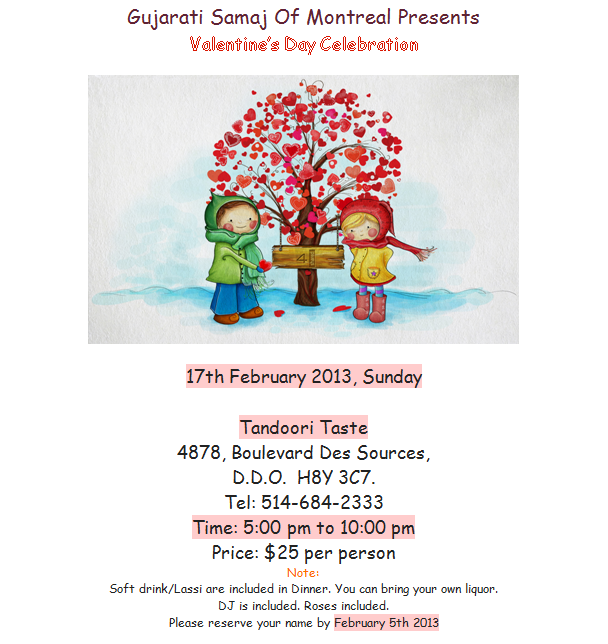 Gujarati Samaj Of Montreal Presents
Valentine's Day Celebration
17th February 2013, Sunday
Tandoori Taste
4878, Boulevard Des Sources,
D.D.O. H8Y 3C7.
Tel: 514-684-2333
Time: 5:00 pm to 10:00 pm
Price: $25 per person
Note:
Soft drink/Lassi are included in Dinner. You can bring your own liquor.
DJ is included. Roses included.
Please reserve your name by February 5th 2013